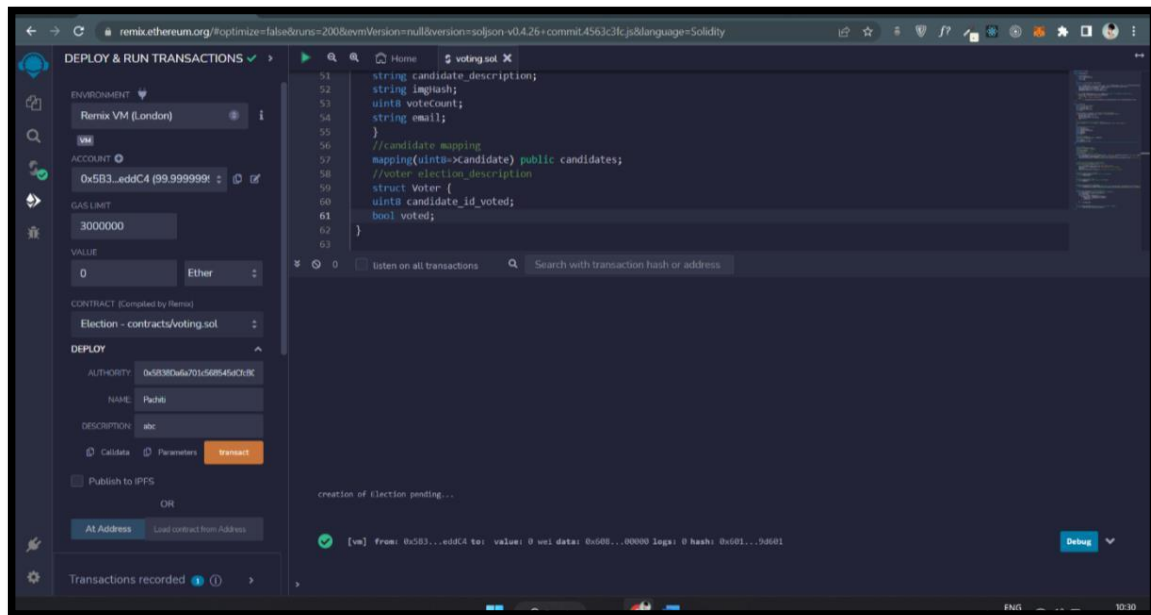 remix.ethereum.org/#optimize=false&runs=200&evmVersion=null&version=soljson-v0.4.26+commit.4563c3fc.js&language=Solidity
DEPLOY & RUN TRANSACTIONS
ENVIRONMENT
Remix VM (London)
VM
ACCOUNT
0x5B3...eddC4 (99.9999999
GAS LIMIT
3000000
VALUE
0 Ether
CONTRACT (Compiled by Remix)
Election - contracts/voting.sol
DEPLOY
AUTHORITY:
NAME:
DESCRIPTION: abc
Calldata Parameters transact
Publish to IPFS
OR
At Address Load contract from Address
Transactions recorded 1
Home voting.sol
51 string candidate_description;
52 string imgHash;
53 uint8 voteCount;
54 string email;
55 }
56 //candidate mapping
57 mapping(uint8=>Candidate) public candidates;
58 //voter election_description
59 struct Voter {
60 uint8 candidate_id_voted;
61 bool voted;
62 }
63
0 listen on all transactions Search with transaction hash or address
creation of Election pending...
[vm] from: 0x5B3...eddC4 to: value: 0 wei data: 0x608...00000 logs: 0 hash: 0x601...9d601
Debug
>
ENG 10:30